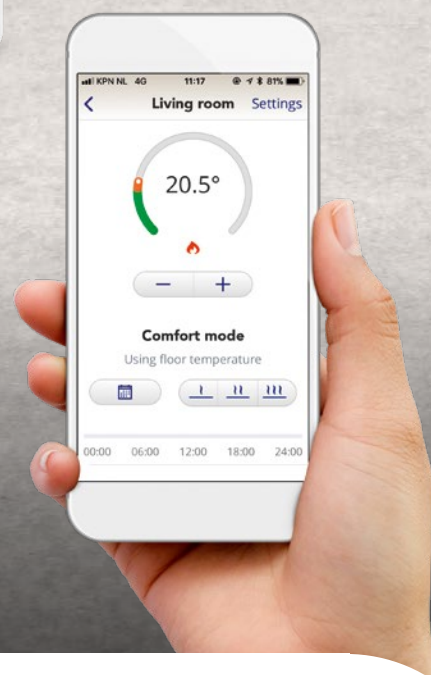 KPN NL 4G 11:17 81%
Living room Settings
20.5°
Comfort mode
Using floor temperature
00:00 06:00 12:00 18:00 24:00